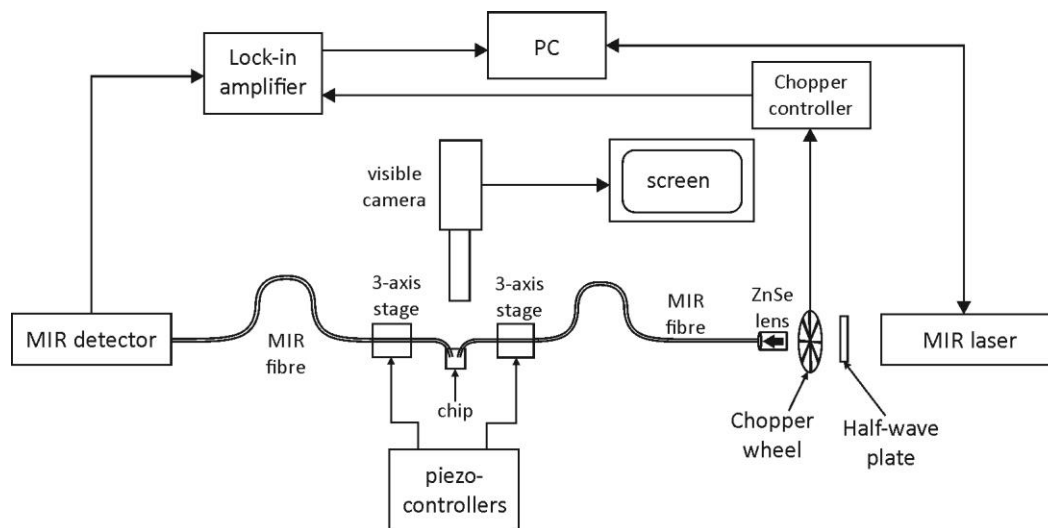 Lock-in
amplifier
PC
Chopper
controller
visible
camera
screen
3-axis
stage
3-axis
stage
MIR
fibre
ZnSe
lens
MIR detector
MIR
fibre
MIR laser
chip
Chopper
wheel
Half-wave
plate
piezo-
controllers